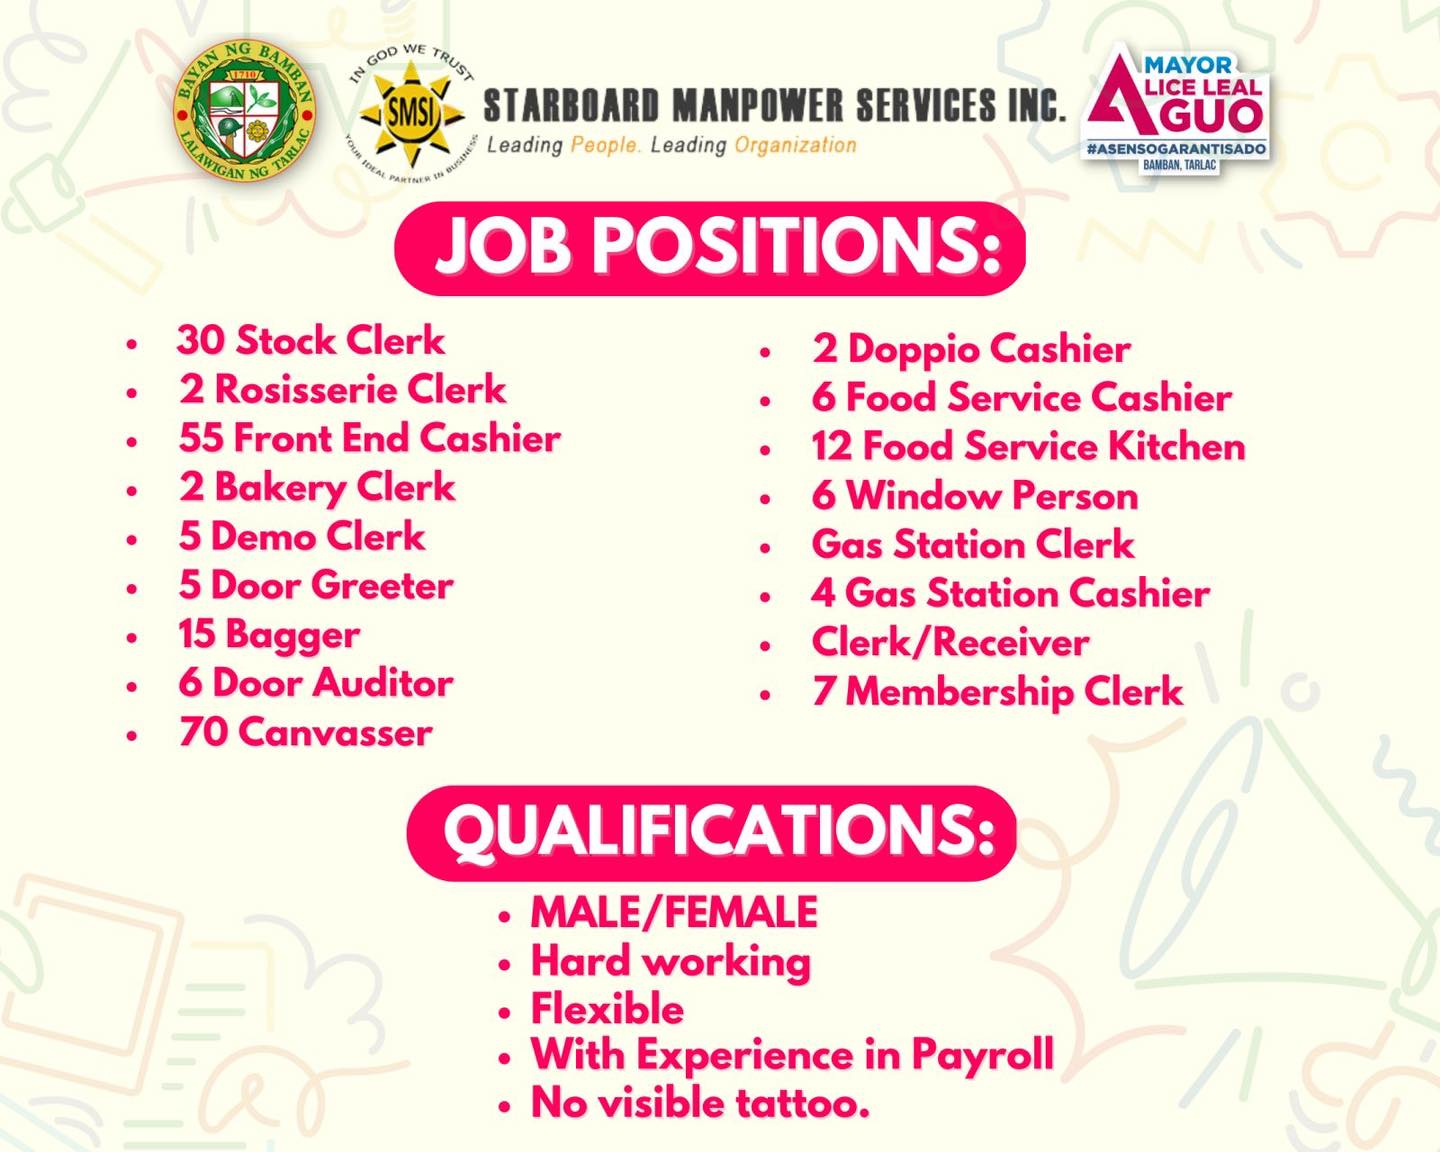 BAYAN NG BAMBAN
1710
LALAWIGAN NG TARLAC
IN GOD WE TRUST
SMSI
YOUR IDEAL PARTNER IN BUSINESS
STARBOARD MANPOWER SERVICES INC.
Leading People. Leading Organization
MAYOR
ALICE LEAL
GUO
#ASENSOGARANTISADO
BAMBAN, TARLAC
JOB POSITIONS:
• 30 Stock Clerk
• 2 Rosisserie Clerk
• 55 Front End Cashier
• 2 Bakery Clerk
• 5 Demo Clerk
• 5 Door Greeter
• 15 Bagger
• 6 Door Auditor
• 70 Canvasser
• 2 Doppio Cashier
• 6 Food Service Cashier
• 12 Food Service Kitchen
• 6 Window Person
• Gas Station Clerk
• 4 Gas Station Cashier
• Clerk/Receiver
• 7 Membership Clerk
QUALIFICATIONS:
• MALE/FEMALE
• Hard working
• Flexible
• With Experience in Payroll
• No visible tattoo.